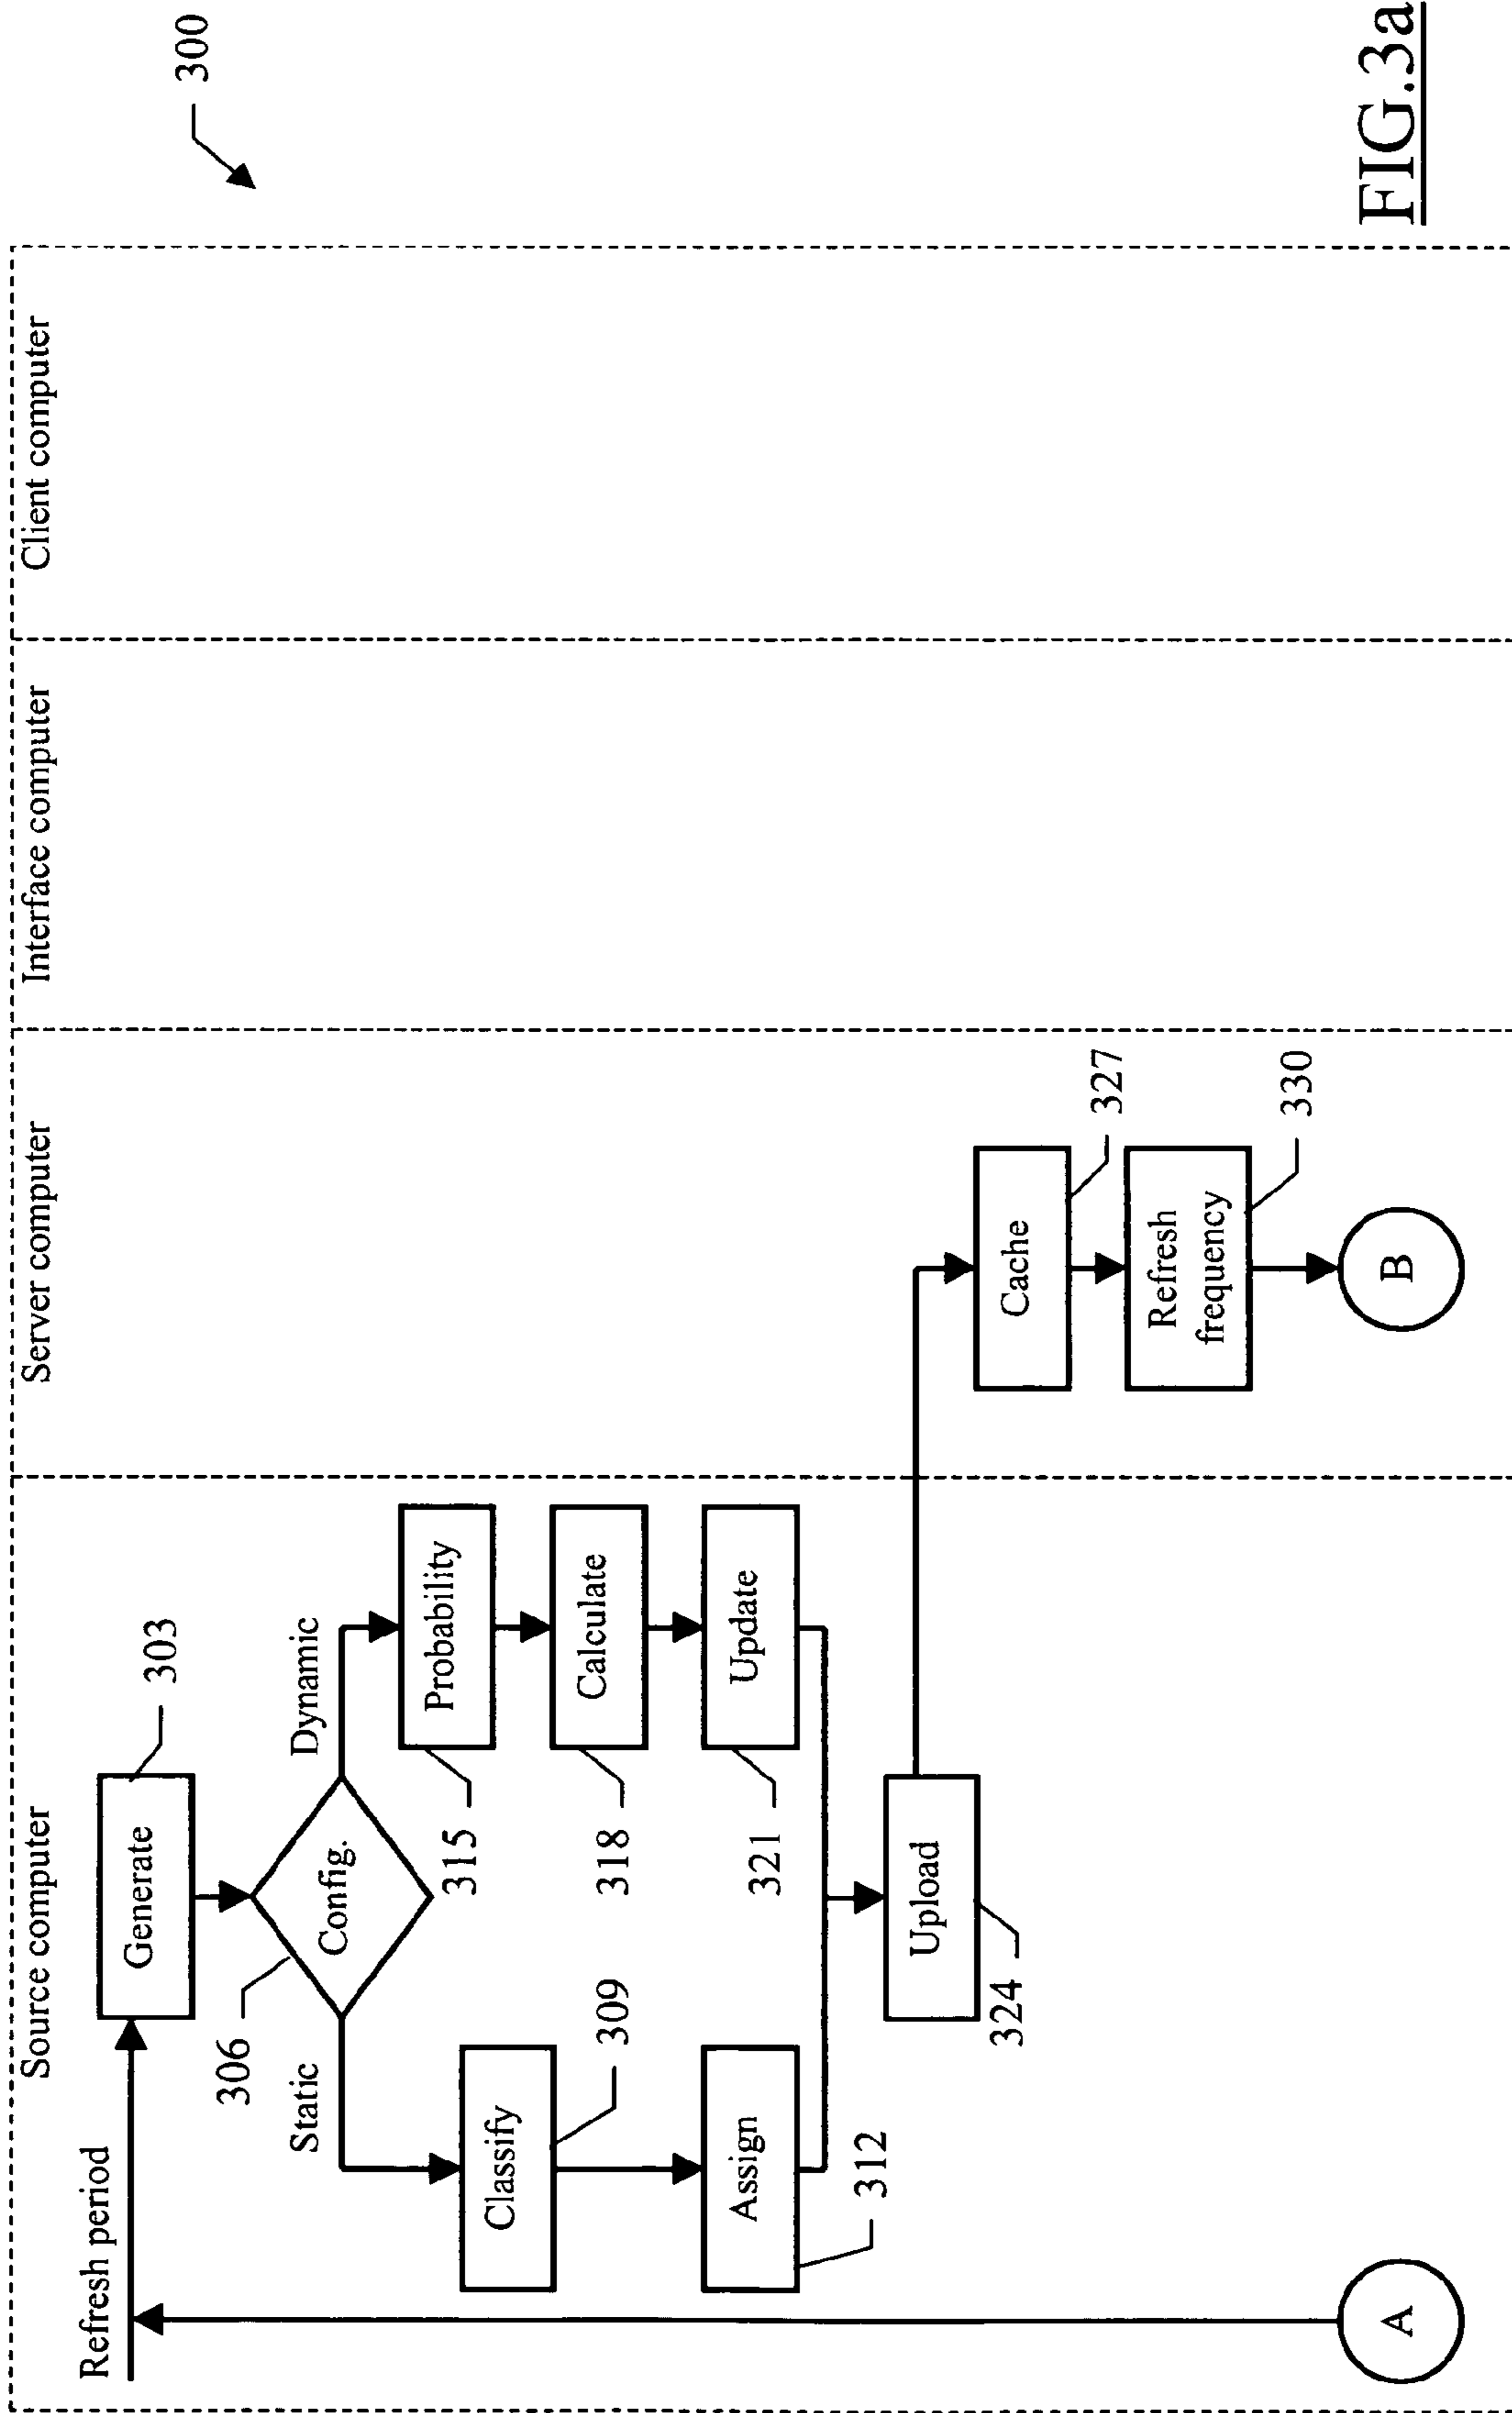 300
Source computer
Server computer
Interface computer
Client computer
Refresh period
Generate
303
306
Config.
Static
Dynamic
Classify
309
Probability
315
Calculate
318
Assign
312
Update
321
Upload
324
Cache
327
Refresh
frequency
330
A
B
FIG.3a